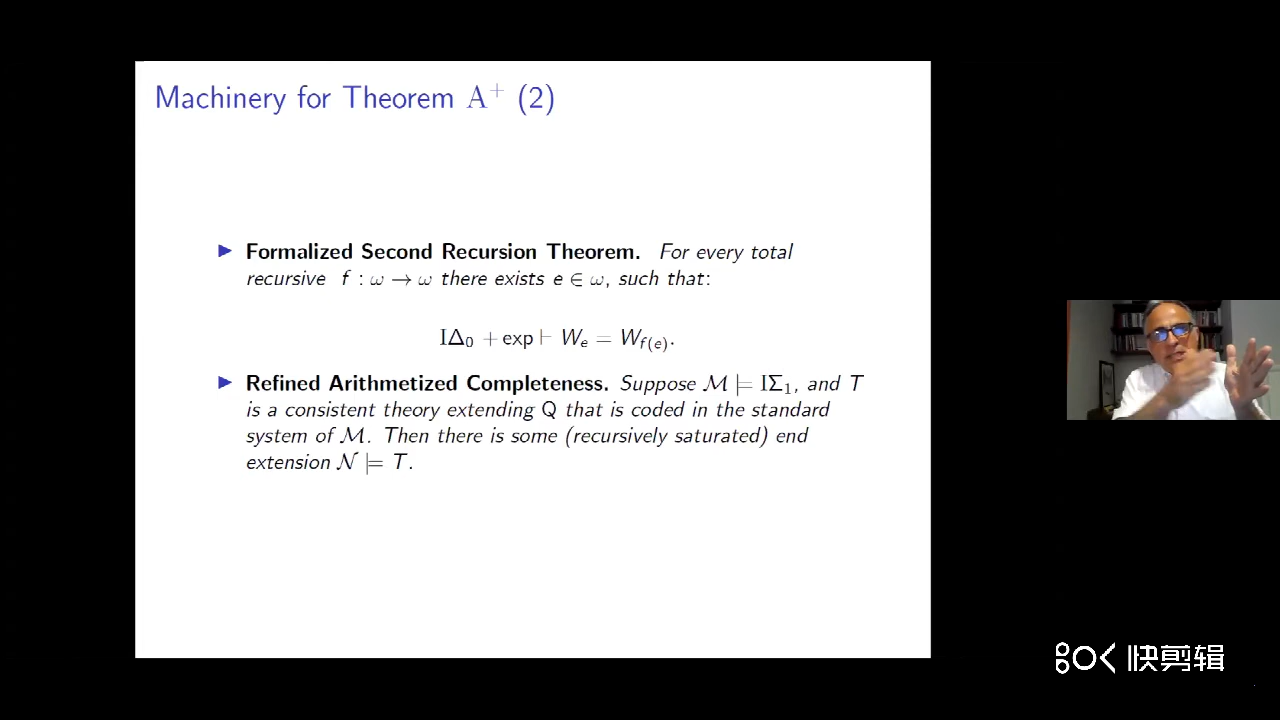 Machinery for Theorem A⁺ (2)
▶ Formalized Second Recursion Theorem. For every total
recursive f : ω → ω there exists e ∈ ω, such that:
IΔ₀ + exp ⊢ Wₑ = W_{f(e)}.
▶ Refined Arithmetized Completeness. Suppose ℳ ⊨ IΣ₁, and T
is a consistent theory extending Q that is coded in the standard
system of ℳ. Then there is some (recursively saturated) end
extension 𝒩 ⊨ T.
快剪辑